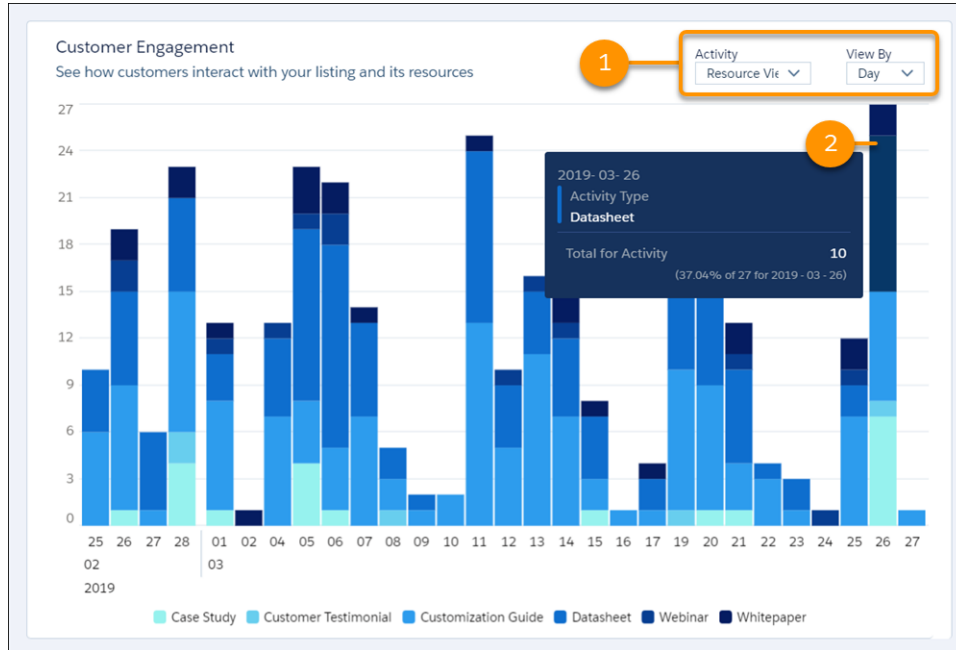 Customer Engagement
See how customers interact with your listing and its resources
1
Activity
View By
Resource Vie
Day
27
24
21
18
15
12
9
6
3
0
2
2019- 03- 26
Activity Type
Datasheet
Total for Activity 10
(37.04% of 27 for 2019 - 03 - 26)
25 26 27 28 01 02 04 05 06 07 08 09 10 11 12 13 14 15 16 17 19 20 21 22 23 24 25 26 27
02 03
2019
Case Study Customer Testimonial Customization Guide Datasheet Webinar Whitepaper